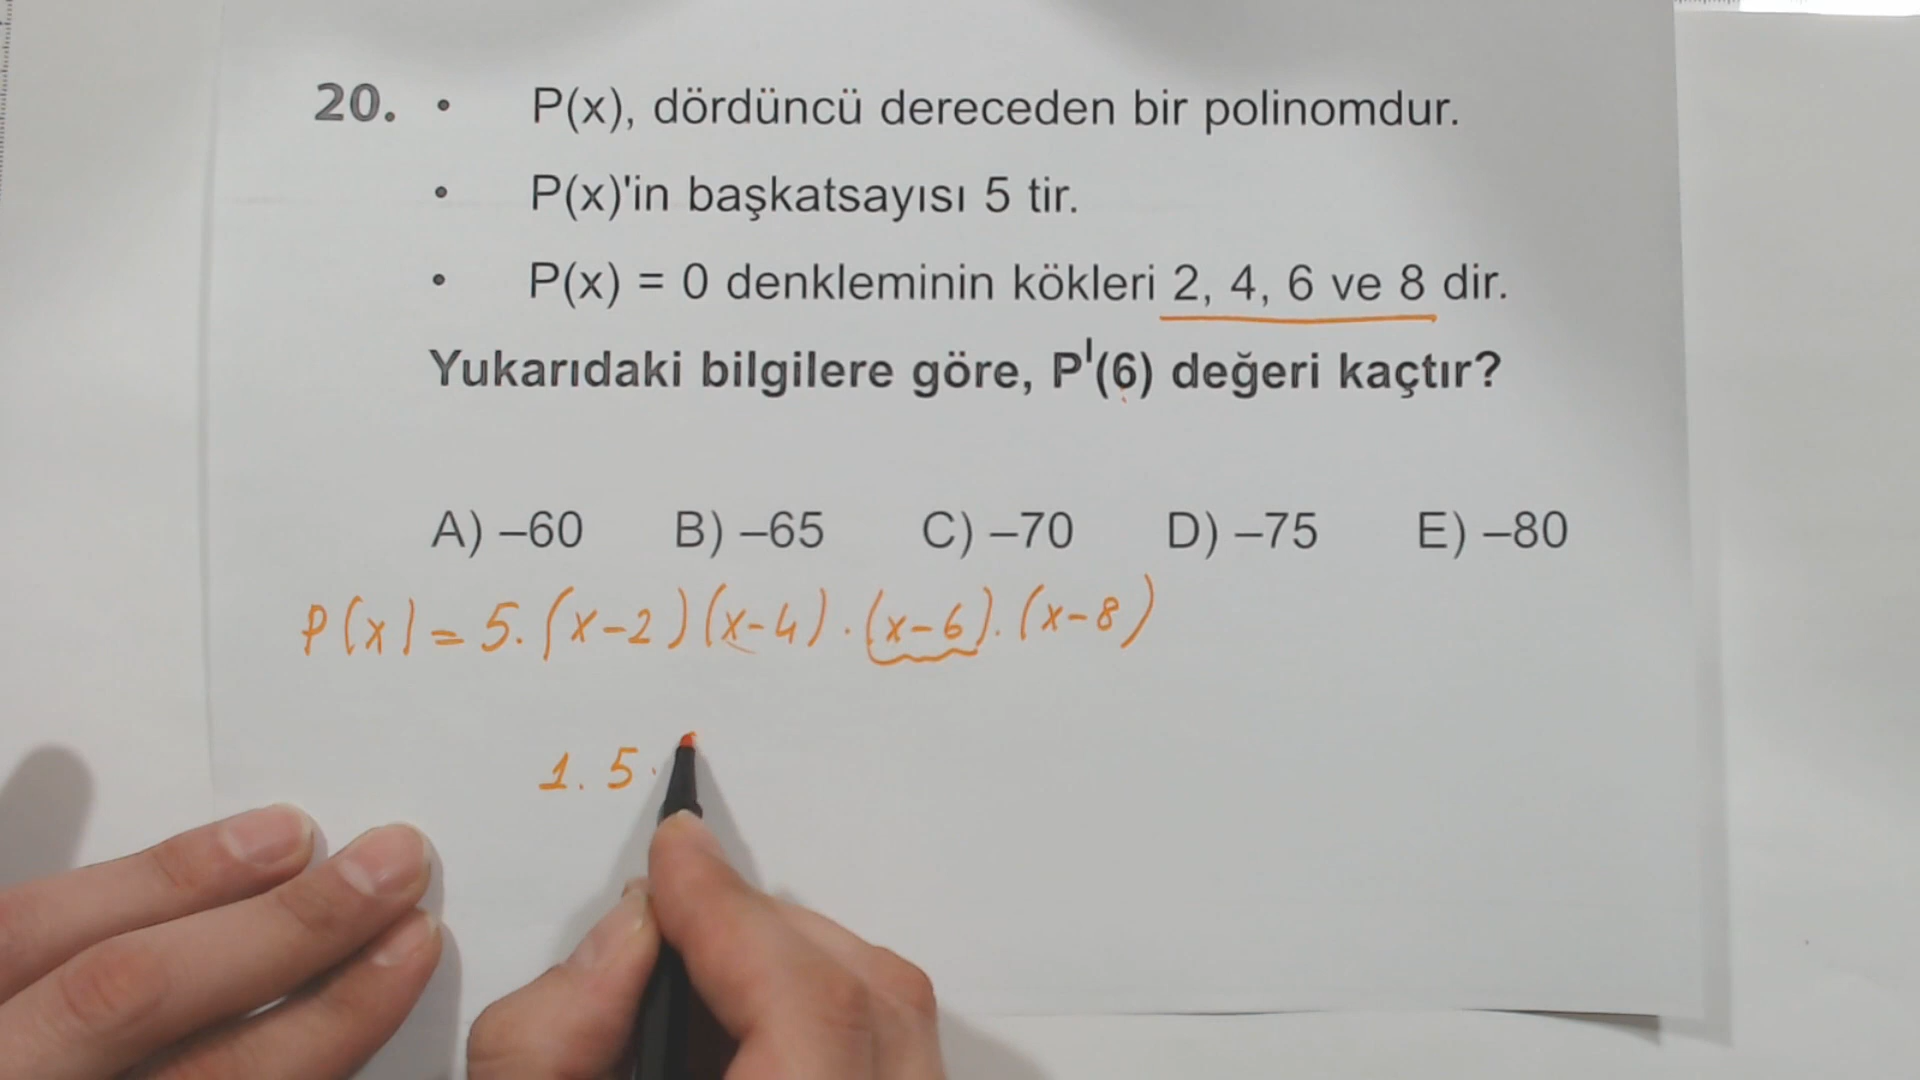 20. • P(x), dördüncü dereceden bir polinomdur.
• P(x)'in başkatsayısı 5 tir.
• P(x) = 0 denkleminin kökleri 2, 4, 6 ve 8 dir.
Yukarıdaki bilgilere göre, P'(6) değeri kaçtır?
A) –60 B) –65 C) –70 D) –75 E) –80
P(x) = 5.(x-2)(x-4).(x-6).(x-8)
1. 5.